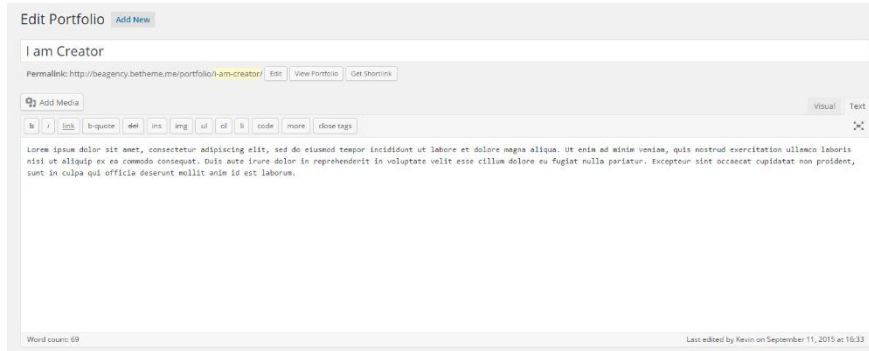 Edit Portfolio Add New
I am Creator
Permalink: http://beagency.betheme.me/portfolio/i-am-creator/ Edit View Portfolio Get Shortlink
Add Media Visual Text
b i link b-quote del ins img ul ol li code more close tags
Lorem ipsum dolor sit amet, consectetur adipiscing elit, sed do eiusmod tempor incididunt ut labore et dolore magna aliqua. Ut enim ad minim veniam, quis nostrud exercitation ullamco laboris
nisi ut aliquip ex ea commodo consequat. Duis aute irure dolor in reprehenderit in voluptate velit esse cillum dolore eu fugiat nulla pariatur. Excepteur sint occaecat cupidatat non proident,
sunt in culpa qui officia deserunt mollit anim id est laborum.
Word count: 69 Last edited by Kevin on September 11, 2015 at 16:33